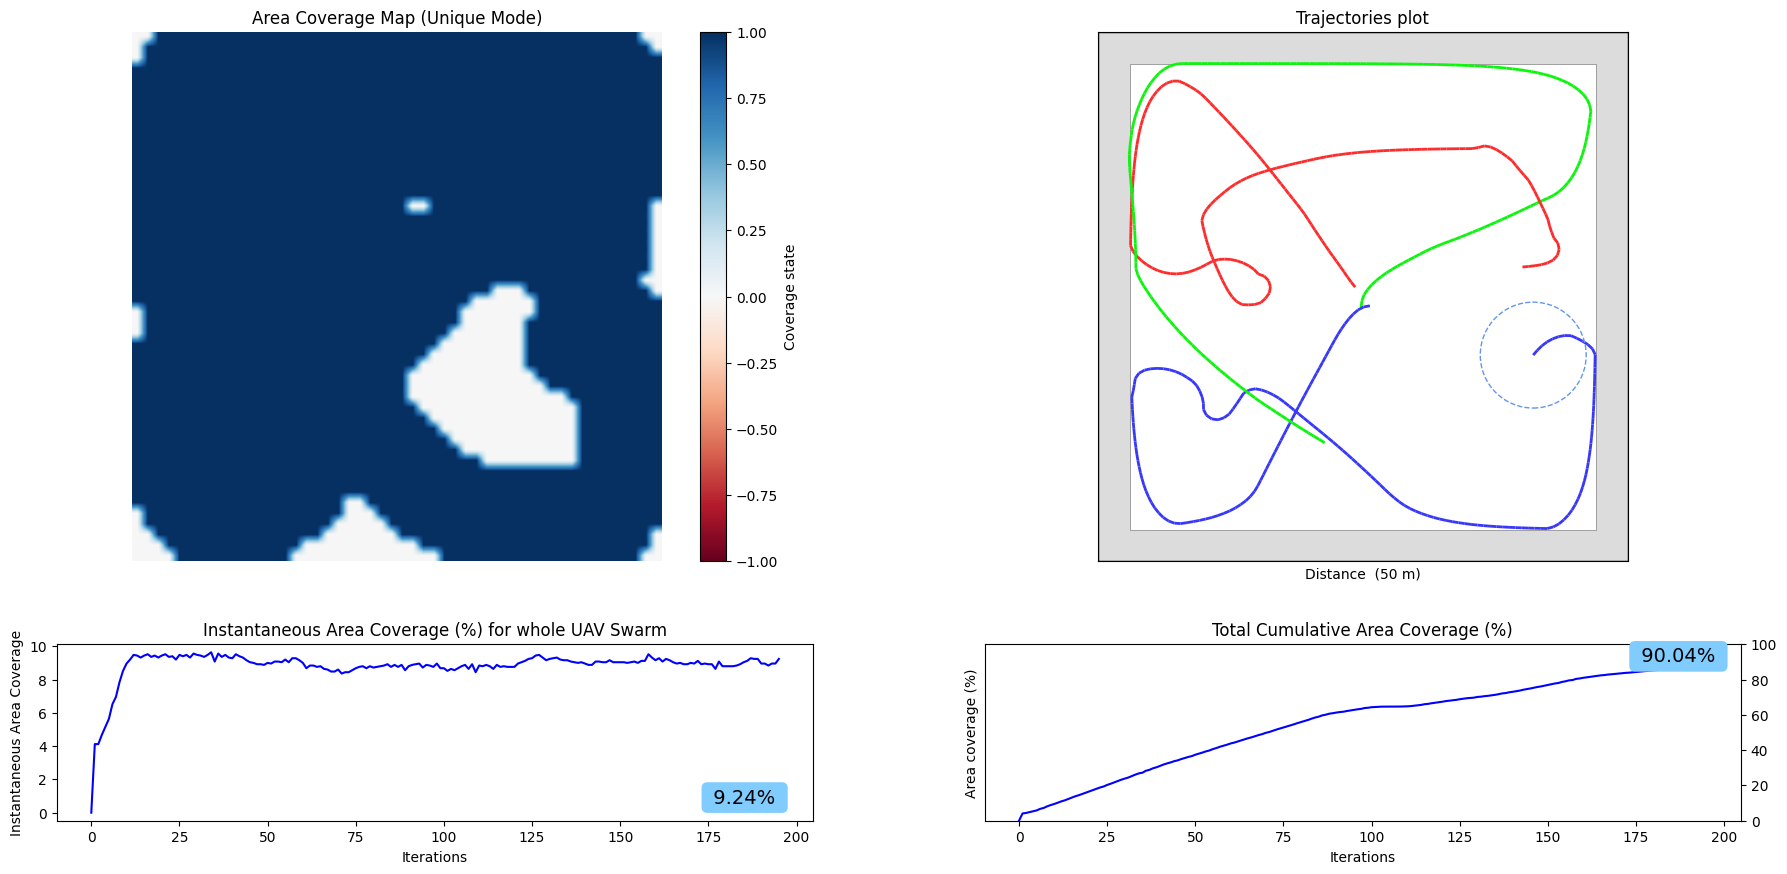 Area Coverage Map (Unique Mode)
1.00
0.75
0.50
0.25
0.00
−0.25
−0.50
−0.75
−1.00
Coverage state
Trajectories plot
Distance  (50 m)
Instantaneous Area Coverage (%) for whole UAV Swarm
Instantaneous Area Coverage
10
8
6
4
2
0
9.24%
0 25 50 75 100 125 150 175 200
Iterations
Total Cumulative Area Coverage (%)
Area coverage (%)
90.04%
100
80
60
40
20
0
0 25 50 75 100 125 150 175 200
Iterations